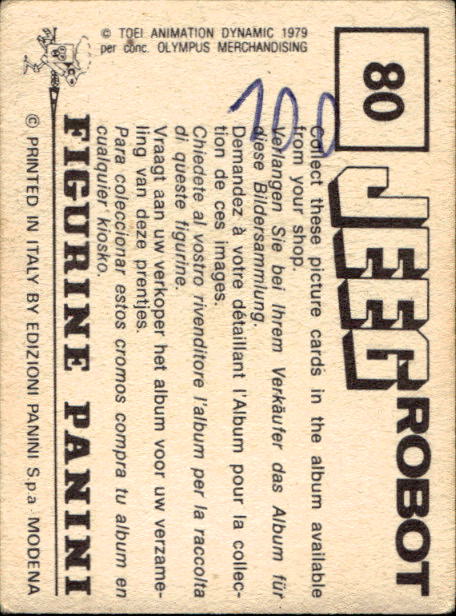 © TOEI ANIMATION DYNAMIC 1979
per conc. OLYMPUS MERCHANDISING
80
JEEG ROBOT
200
Collect these picture cards in the album available
from your shop.
Verlangen Sie bei Ihrem Verkäufer das Album für
diese Bildersammlung.
Demandez à votre détaillant l'Album pour la collec-
tion de ces images.
Chiedete al vostro rivenditore l'album per la raccolta
di queste figurine.
Vraagt aan uw verkoper het album voor uw verzame-
ling van deze prentjes.
Para coleccionar estos cromos compra tu album en
cualquier kiosko.
FIGURINE PANINI
© PRINTED IN ITALY BY EDIZIONI PANINI S.p.a - MODENA